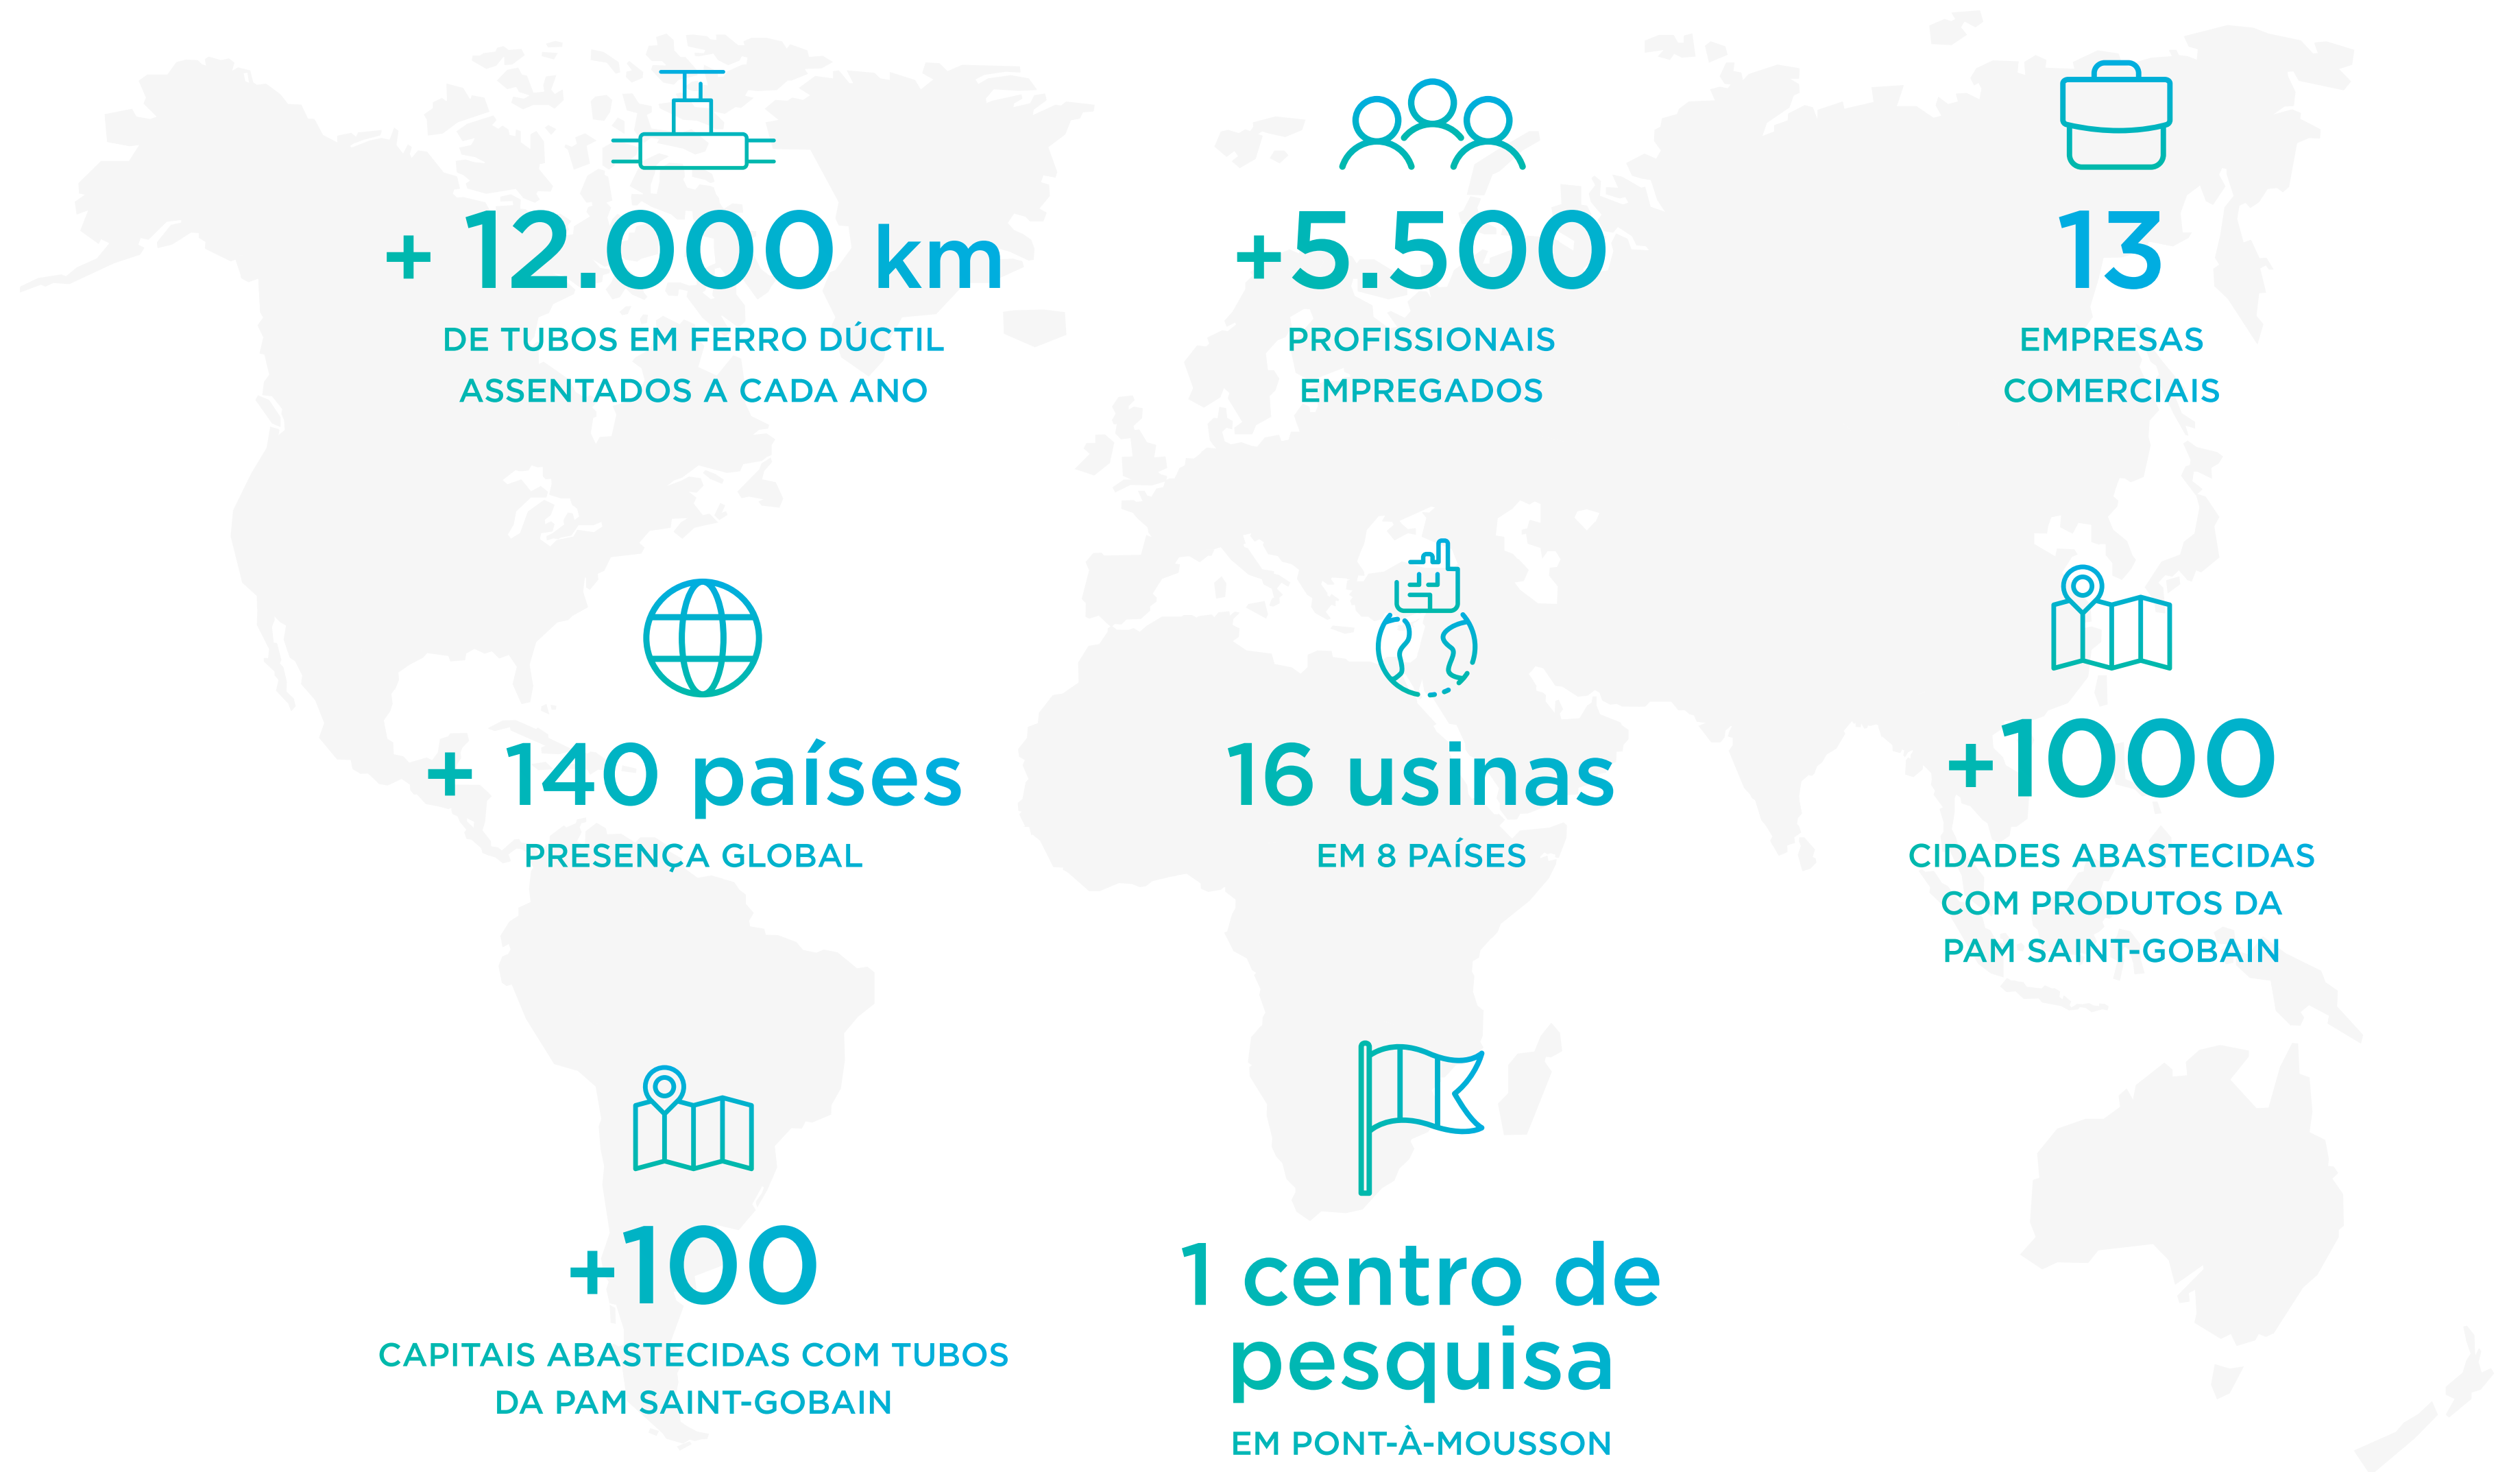 + 12.000 km
DE TUBOS EM FERRO DÚCTIL
ASSENTADOS A CADA ANO
+5.500
PROFISSIONAIS
EMPREGADOS
13
EMPRESAS
COMERCIAIS
+ 140 países
PRESENÇA GLOBAL
16 usinas
EM 8 PAÍSES
+1000
CIDADES ABASTECIDAS
COM PRODUTOS DA
PAM SAINT-GOBAIN
+100
CAPITAIS ABASTECIDAS COM TUBOS
DA PAM SAINT-GOBAIN
1 centro de
pesquisa
EM PONT-À-MOUSSON